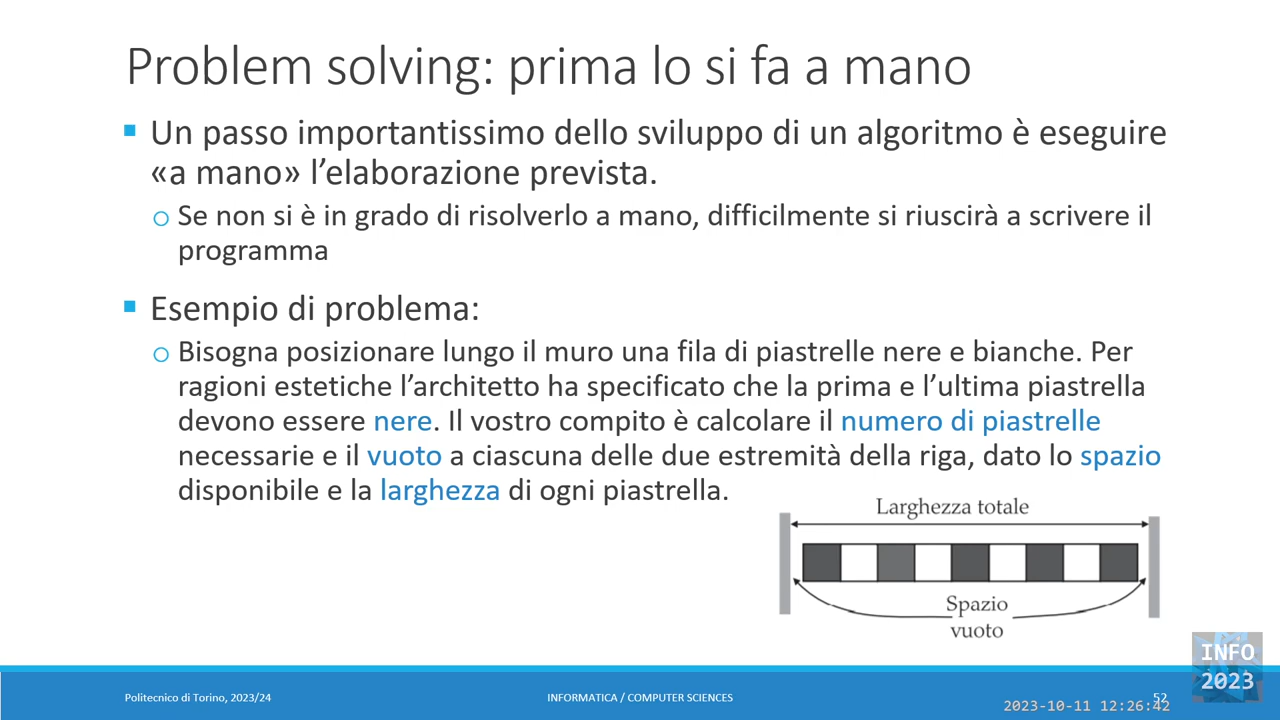 Problem solving: prima lo si fa a mano
Un passo importantissimo dello sviluppo di un algoritmo è eseguire
«a mano» l’elaborazione prevista.
Se non si è in grado di risolverlo a mano, difficilmente si riuscirà a scrivere il
programma
Esempio di problema:
Bisogna posizionare lungo il muro una fila di piastrelle nere e bianche. Per
ragioni estetiche l’architetto ha specificato che la prima e l’ultima piastrella
devono essere nere. Il vostro compito è calcolare il numero di piastrelle
necessarie e il vuoto a ciascuna delle due estremità della riga, dato lo spazio
disponibile e la larghezza di ogni piastrella.
Larghezza totale
Spazio
vuoto
INFO
2023
Politecnico di Torino, 2023/24
INFORMATICA / COMPUTER SCIENCES
52
2023-10-11 12:26:42